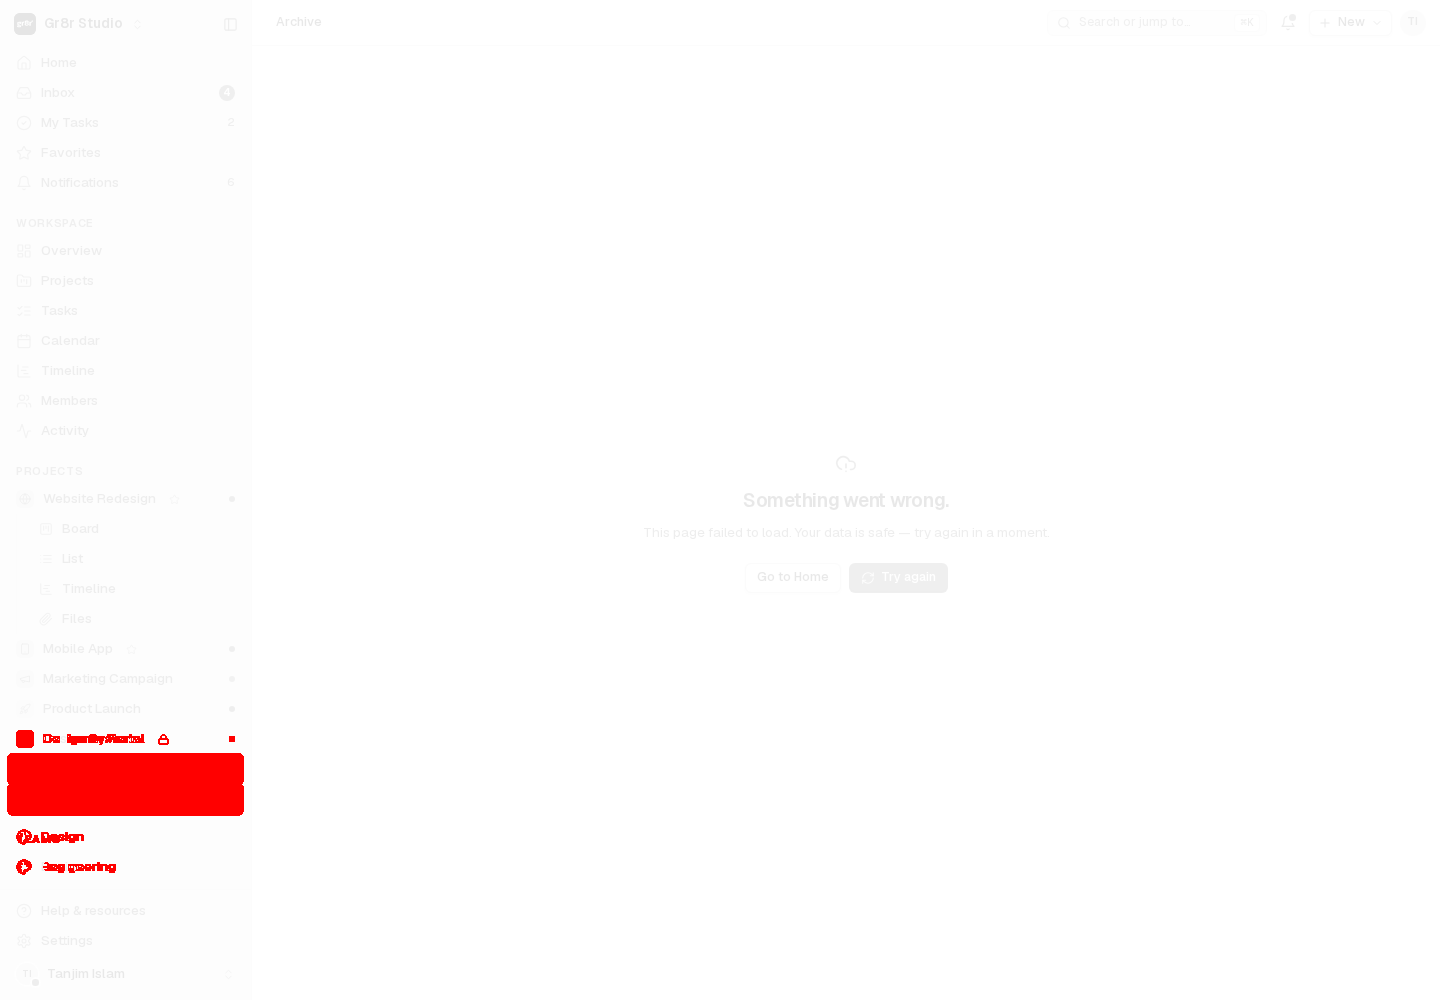 Gr8r Studio
Archive
Search or jump to...
⌘K
New
TI
Home
Inbox
4
My Tasks
2
Favorites
Notifications
6
WORKSPACE
Overview
Projects
Tasks
Calendar
Timeline
Members
Activity
PROJECTS
Website Redesign
Board
List
Timeline
Files
Mobile App
Marketing Campaign
Product Launch
Design
Help & resources
Settings
TI
Tanjim Islam
Something went wrong.
This page failed to load. Your data is safe — try again in a moment.
Go to Home
Try again